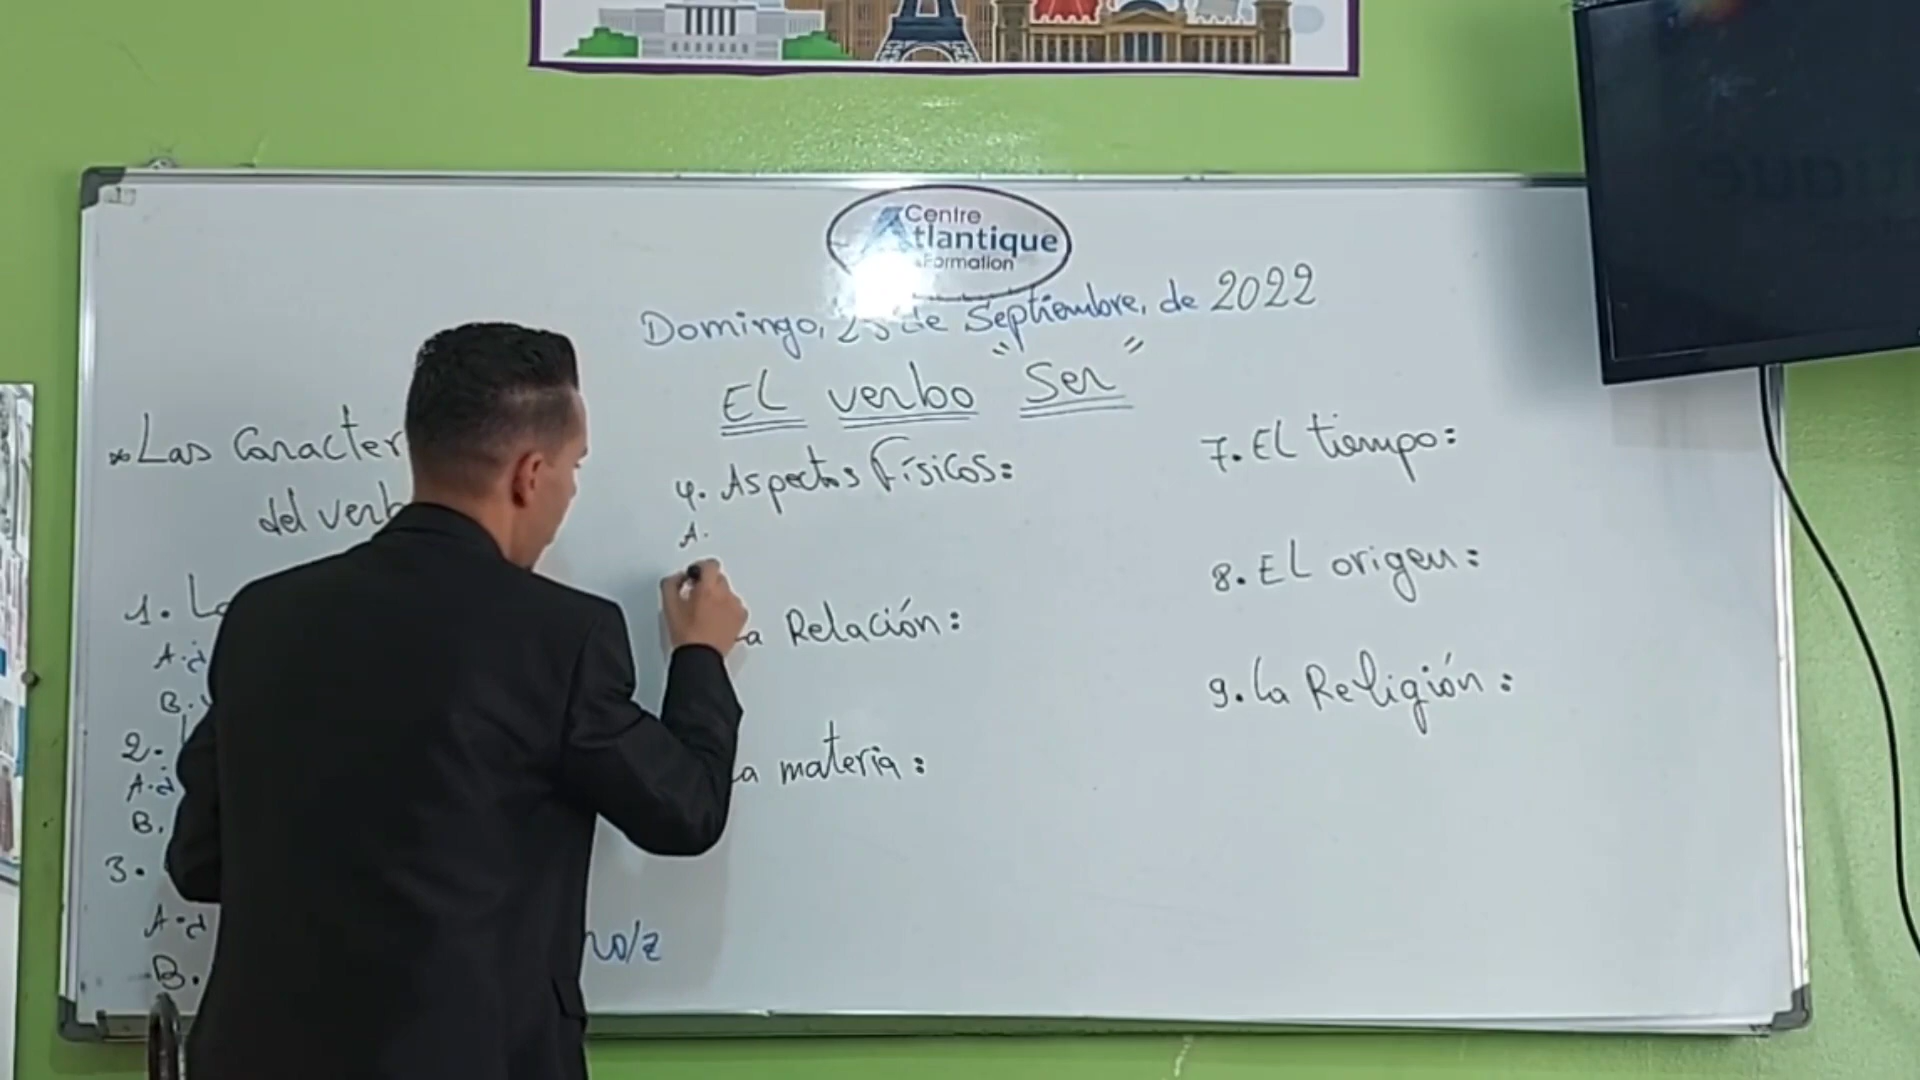 Centre
Atlantique
Formation
Domingo, 25 de Septiembre, de 2022
EL verbo "Ser"
*Las Caracter
del verb
1. La
A.
B.
2.
A.
B.
3.
A.
B.
4. Aspectos Físicos:
A.
a Relación:
a materia:
7. El tiempo:
8. El origen:
9. La Religión: